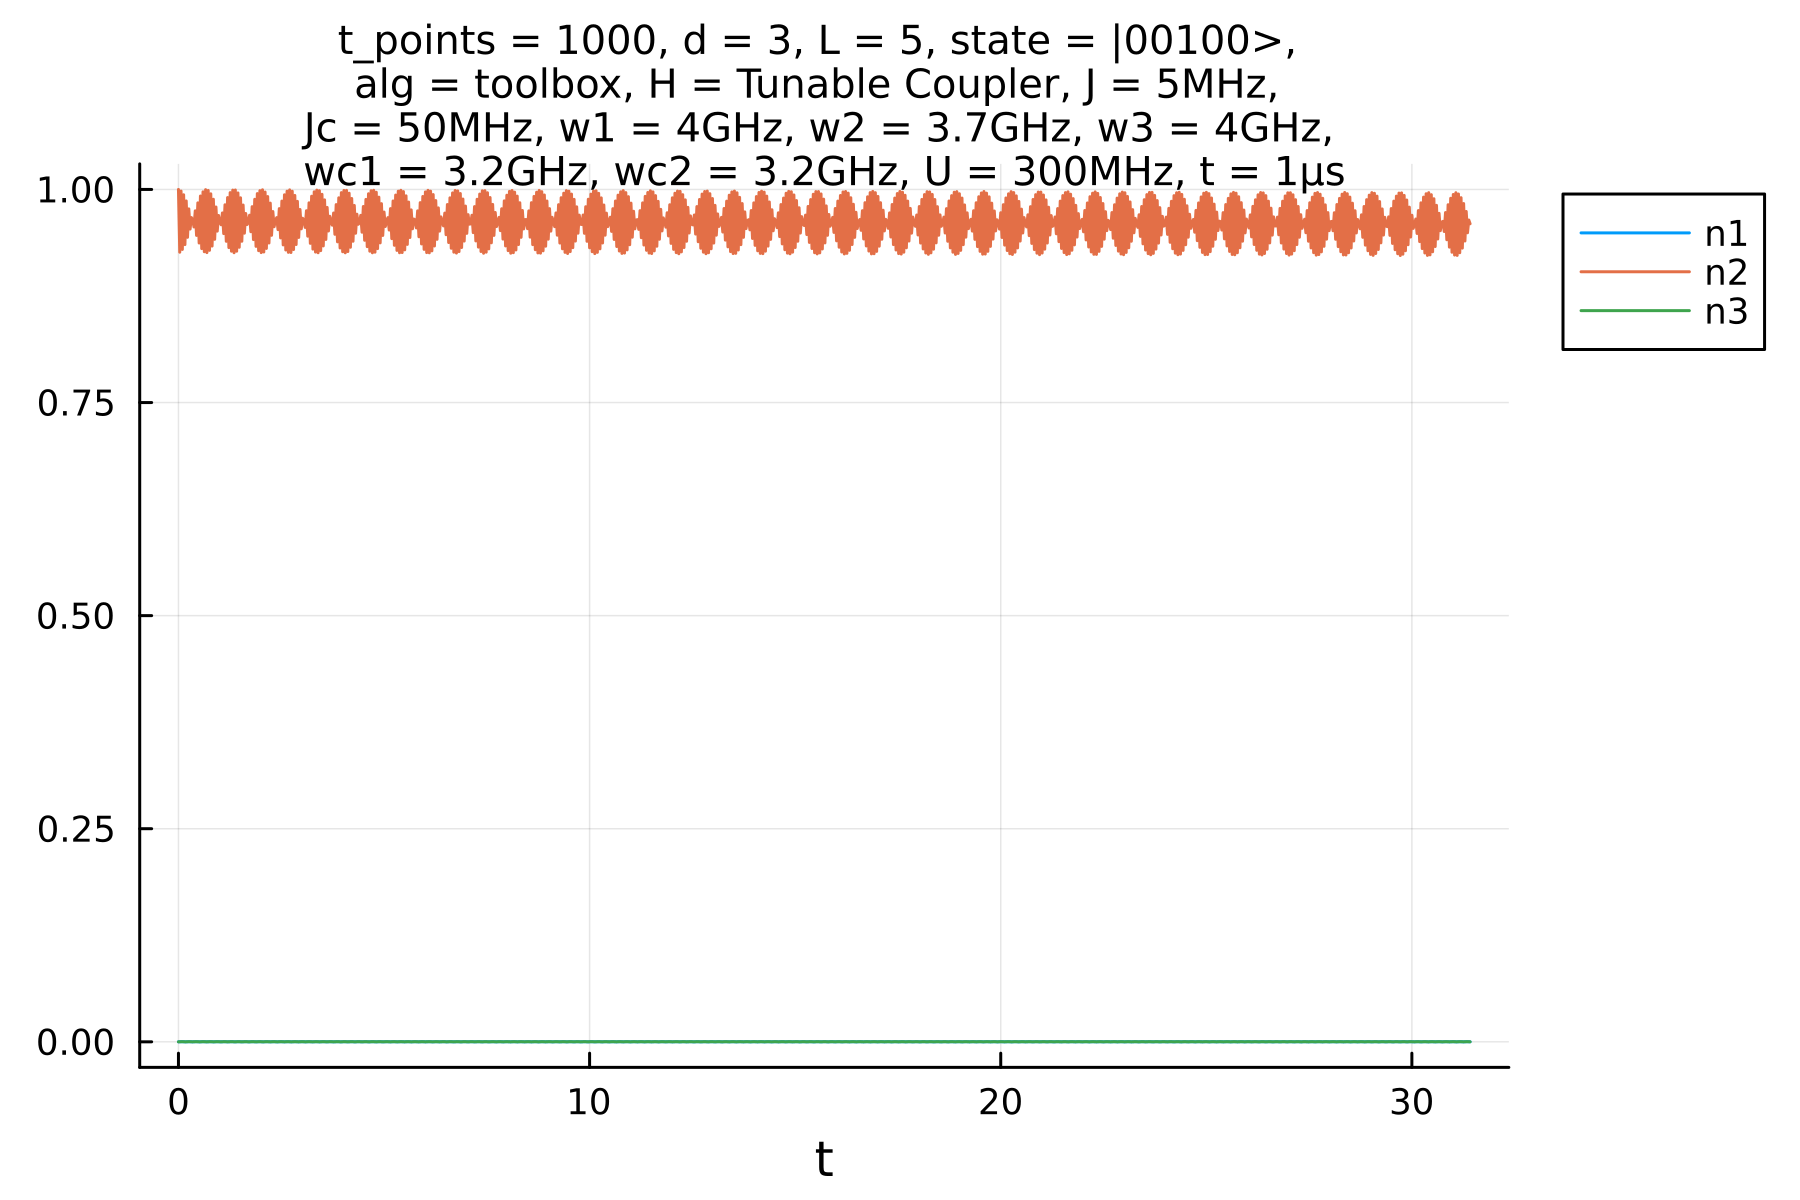 t_points = 1000, d = 3, L = 5, state = |00100>,
alg = toolbox, H = Tunable Coupler, J = 5MHz,
Jc = 50MHz, w1 = 4GHz, w2 = 3.7GHz, w3 = 4GHz,
wc1 = 3.2GHz, wc2 = 3.2GHz, U = 300MHz, t = 1μs
1.00
0.75
0.50
0.25
0.00
0
10
20
30
t
n1
n2
n3